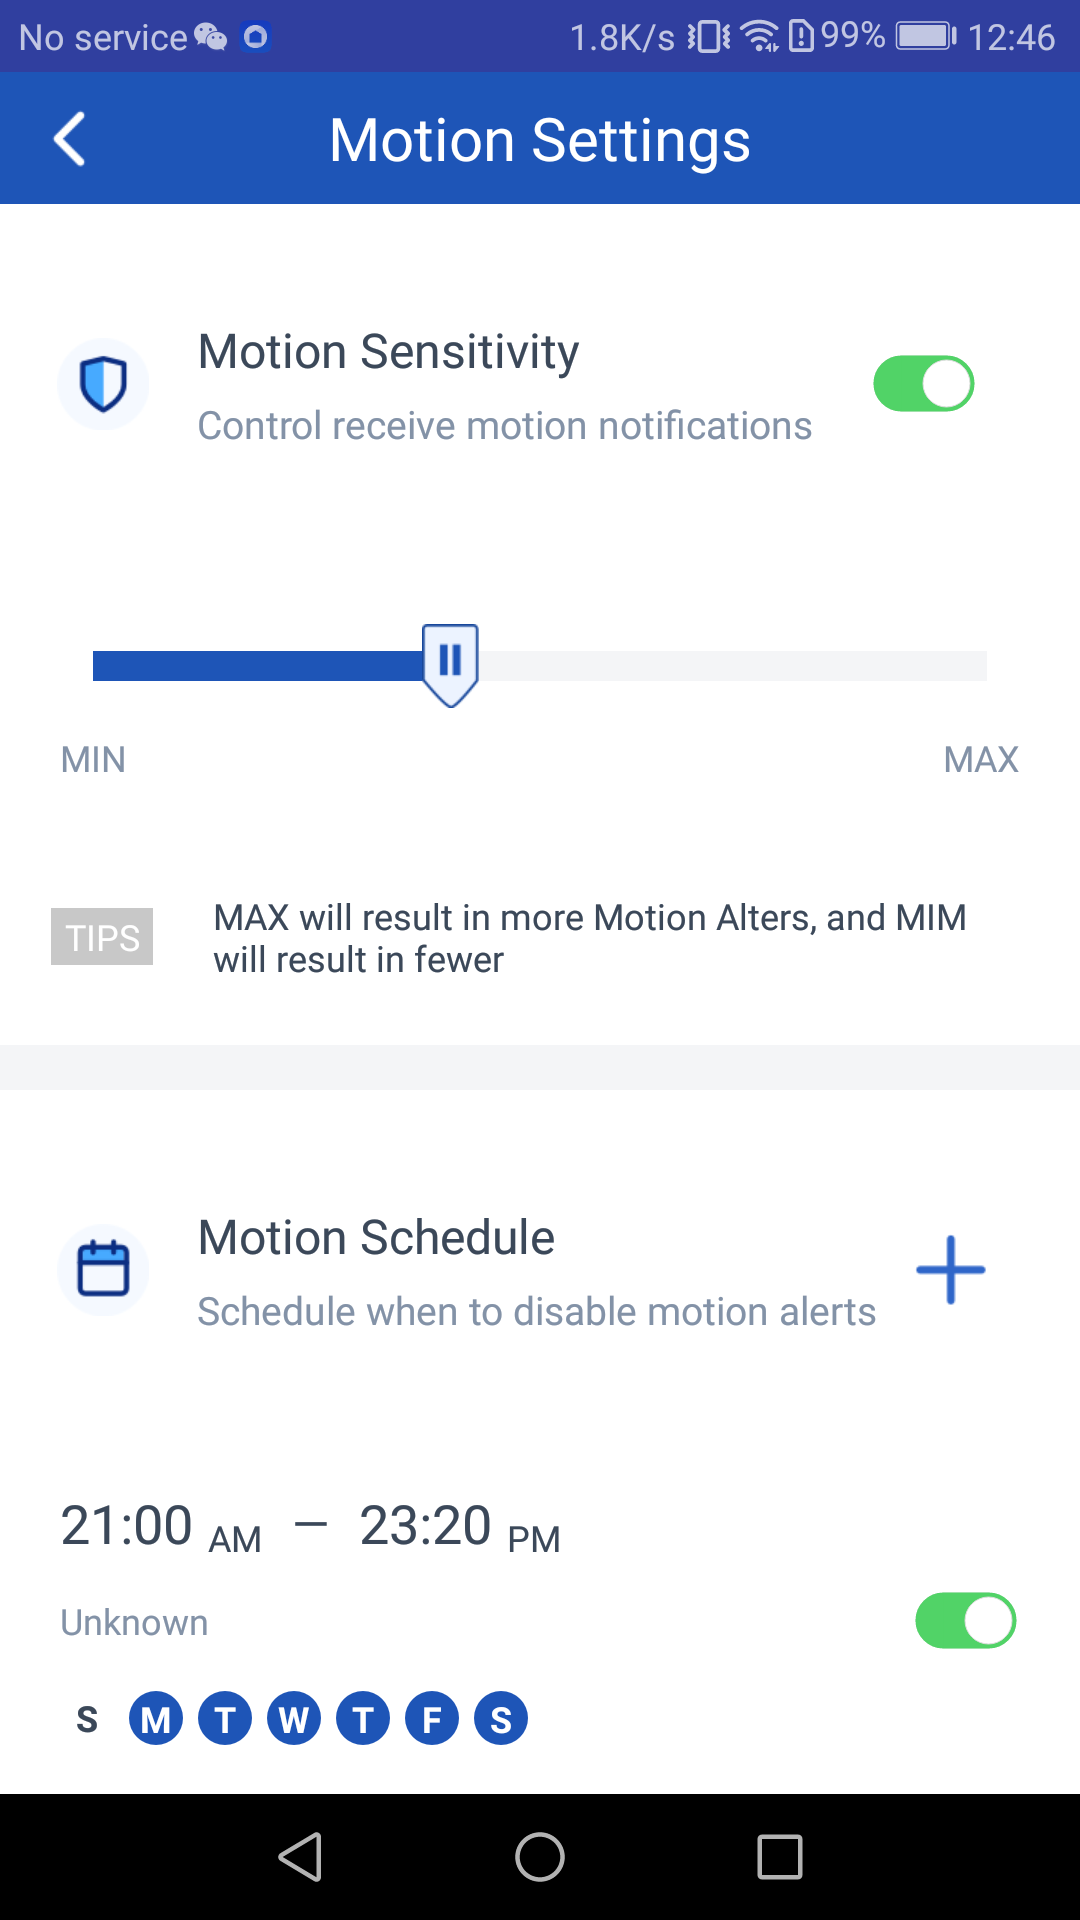 No service 1.8K/s 99% 12:46
Motion Settings
Motion Sensitivity
Control receive motion notifications
MIN MAX
TIPS
MAX will result in more Motion Alters, and MIM
will result in fewer
Motion Schedule
Schedule when to disable motion alerts
21:00 AM — 23:20 PM
Unknown
S M T W T F S